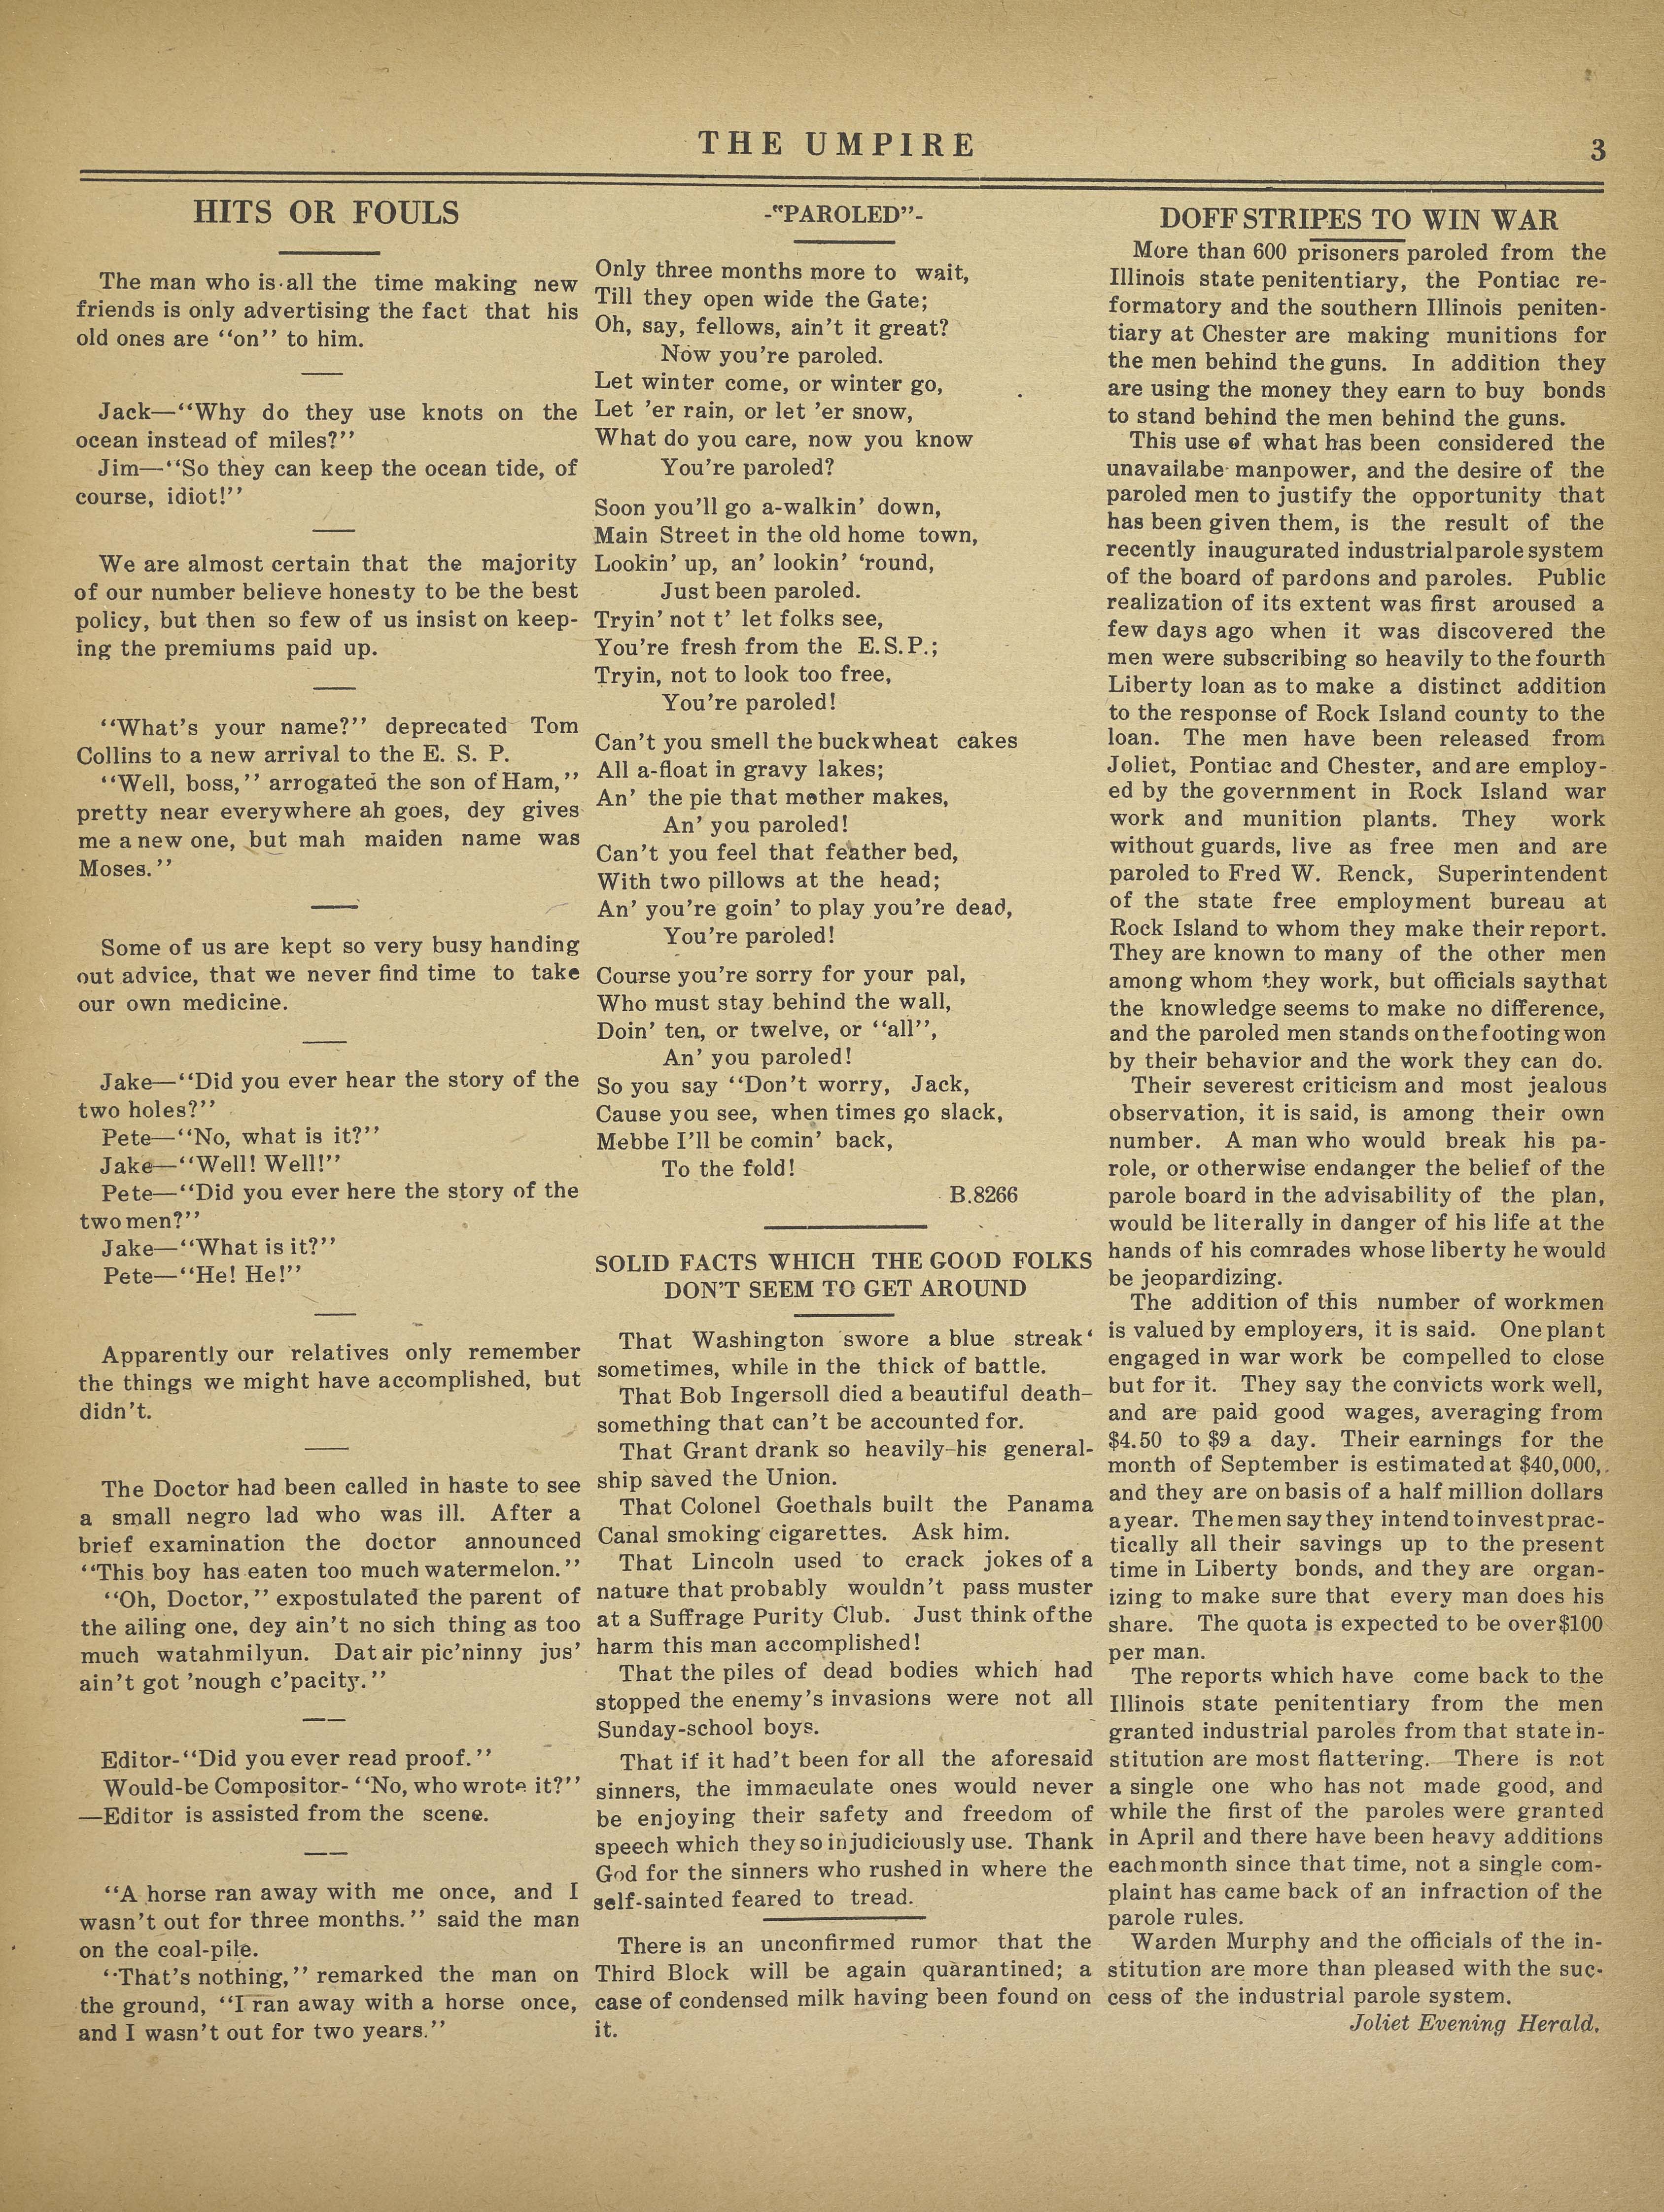 THE UMPIRE
3
HITS OR FOULS
The man who is all the time making new
friends is only advertising the fact that his
old ones are ‘‘on’’ to him.
Jack—‘‘Why do they use knots on the
ocean instead of miles?’’
Jim—‘‘So they can keep the ocean tide, of
course, idiot!’’
We are almost certain that the majority
of our number believe honesty to be the best
policy, but then so few of us insist on keep-
ing the premiums paid up.
‘‘What’s your name?’’ deprecated Tom
Collins to a new arrival to the E. S. P.
‘‘Well, boss,’’ arrogated the son of Ham,’’
pretty near everywhere ah goes, dey gives
me a new one, but mah maiden name was
Moses.’’
Some of us are kept so very busy handing
out advice, that we never find time to take
our own medicine.
Jake—‘‘Did you ever hear the story of the
two holes?’’
Pete—‘‘No, what is it?’’
Jake—‘‘Well! Well!’’
Pete—‘‘Did you ever here the story of the
two men?’’
Jake—‘‘What is it?’’
Pete—‘‘He! He!’’
Apparently our relatives only remember
the things we might have accomplished, but
didn’t.
The Doctor had been called in haste to see
a small negro lad who was ill. After a
brief examination the doctor announced
‘‘This boy has eaten too much watermelon.’’
‘‘Oh, Doctor,’’ expostulated the parent of
the ailing one, dey ain’t no sich thing as too
much watahmilyun. Dat air pic’ninny jus’
ain’t got ’nough c’pacity.’’
Editor-‘‘Did you ever read proof.’’
Would-be Compositor-‘‘No, who wrote it?’’
—Editor is assisted from the scene.
‘‘A horse ran away with me once, and I
wasn’t out for three months.’’ said the man
on the coal-pile.
‘‘That’s nothing,’’ remarked the man on
the ground, ‘‘I ran away with a horse once,
and I wasn’t out for two years.’’
-“PAROLED”-
Only three months more to wait,
Till they open wide the Gate;
Oh, say, fellows, ain’t it great?
Now you’re paroled.
Let winter come, or winter go,
Let ’er rain, or let ’er snow,
What do you care, now you know
You’re paroled?
Soon you’ll go a-walkin’ down,
Main Street in the old home town,
Lookin’ up, an’ lookin’ ‘round,
Just been paroled.
Tryin’ not t’ let folks see,
You’re fresh from the E.S.P.;
Tryin, not to look too free,
You’re paroled!
Can’t you smell the buckwheat cakes
All a-float in gravy lakes;
An’ the pie that mother makes,
An’ you paroled!
Can’t you feel that feather bed,
With two pillows at the head;
An’ you’re goin’ to play you’re dead,
You’re paroled!
Course you’re sorry for your pal,
Who must stay behind the wall,
Doin’ ten, or twelve, or ‘‘all’’,
An’ you paroled!
So you say ‘‘Don’t worry, Jack,
Cause you see, when times go slack,
Mebbe I’ll be comin’ back,
To the fold!
B.8266
SOLID FACTS WHICH THE GOOD FOLKS
DON’T SEEM TO GET AROUND
That Washington swore a blue streak‘
sometimes, while in the thick of battle.
That Bob Ingersoll died a beautiful death–
something that can’t be accounted for.
That Grant drank so heavily–his general-
ship saved the Union.
That Colonel Goethals built the Panama
Canal smoking cigarettes. Ask him.
That Lincoln used to crack jokes of a
nature that probably wouldn’t pass muster
at a Suffrage Purity Club. Just think of the
harm this man accomplished!
That the piles of dead bodies which had
stopped the enemy’s invasions were not all
Sunday-school boys.
That if it had’t been for all the aforesaid
sinners, the immaculate ones would never
be enjoying their safety and freedom of
speech which they so injudiciously use. Thank
God for the sinners who rushed in where the
self-sainted feared to tread.
There is an unconfirmed rumor that the
Third Block will be again quarantined; a
case of condensed milk having been found on
it.
DOFF STRIPES TO WIN WAR
More than 600 prisoners paroled from the
Illinois state penitentiary, the Pontiac re-
formatory and the southern Illinois peniten-
tiary at Chester are making munitions for
the men behind the guns. In addition they
are using the money they earn to buy bonds
to stand behind the men behind the guns.
This use of what has been considered the
unavailabe manpower, and the desire of the
paroled men to justify the opportunity that
has been given them, is the result of the
recently inaugurated industrial parole system
of the board of pardons and paroles. Public
realization of its extent was first aroused a
few days ago when it was discovered the
men were subscribing so heavily to the fourth
Liberty loan as to make a distinct addition
to the response of Rock Island county to the
loan. The men have been released from
Joliet, Pontiac and Chester, and are employ-
ed by the government in Rock Island war
work and munition plants. They work
without guards, live as free men and are
paroled to Fred W. Renck, Superintendent
of the state free employment bureau at
Rock Island to whom they make their report.
They are known to many of the other men
among whom they work, but officials say that
the knowledge seems to make no difference,
and the paroled men stands on the footing won
by their behavior and the work they can do.
Their severest criticism and most jealous
observation, it is said, is among their own
number. A man who would break his pa-
role, or otherwise endanger the belief of the
parole board in the advisability of the plan,
would be literally in danger of his life at the
hands of his comrades whose liberty he would
be jeopardizing.
The addition of this number of workmen
is valued by employers, it is said. One plant
engaged in war work be compelled to close
but for it. They say the convicts work well,
and are paid good wages, averaging from
$4.50 to $9 a day. Their earnings for the
month of September is estimated at $40,000,
and they are on basis of a half million dollars
a year. The men say they intend to invest prac-
tically all their savings up to the present
time in Liberty bonds, and they are organ-
izing to make sure that every man does his
share. The quota is expected to be over $100
per man.
The reports which have come back to the
Illinois state penitentiary from the men
granted industrial paroles from that state in-
stitution are most flattering. There is not
a single one who has not made good, and
while the first of the paroles were granted
in April and there have been heavy additions
each month since that time, not a single com-
plaint has came back of an infraction of the
parole rules.
Warden Murphy and the officials of the in-
stitution are more than pleased with the suc-
cess of the industrial parole system.
Joliet Evening Herald.